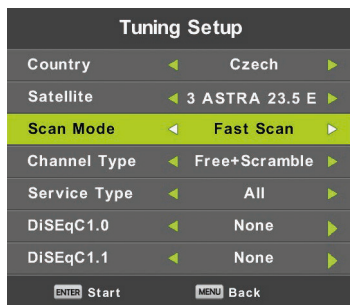 Tuning Setup
Country Czech
Satellite 3 ASTRA 23.5 E
Scan Mode Fast Scan
Channel Type Free+Scramble
Service Type All
DiSEqC1.0 None
DiSEqC1.1 None
ENTER Start MENU Back